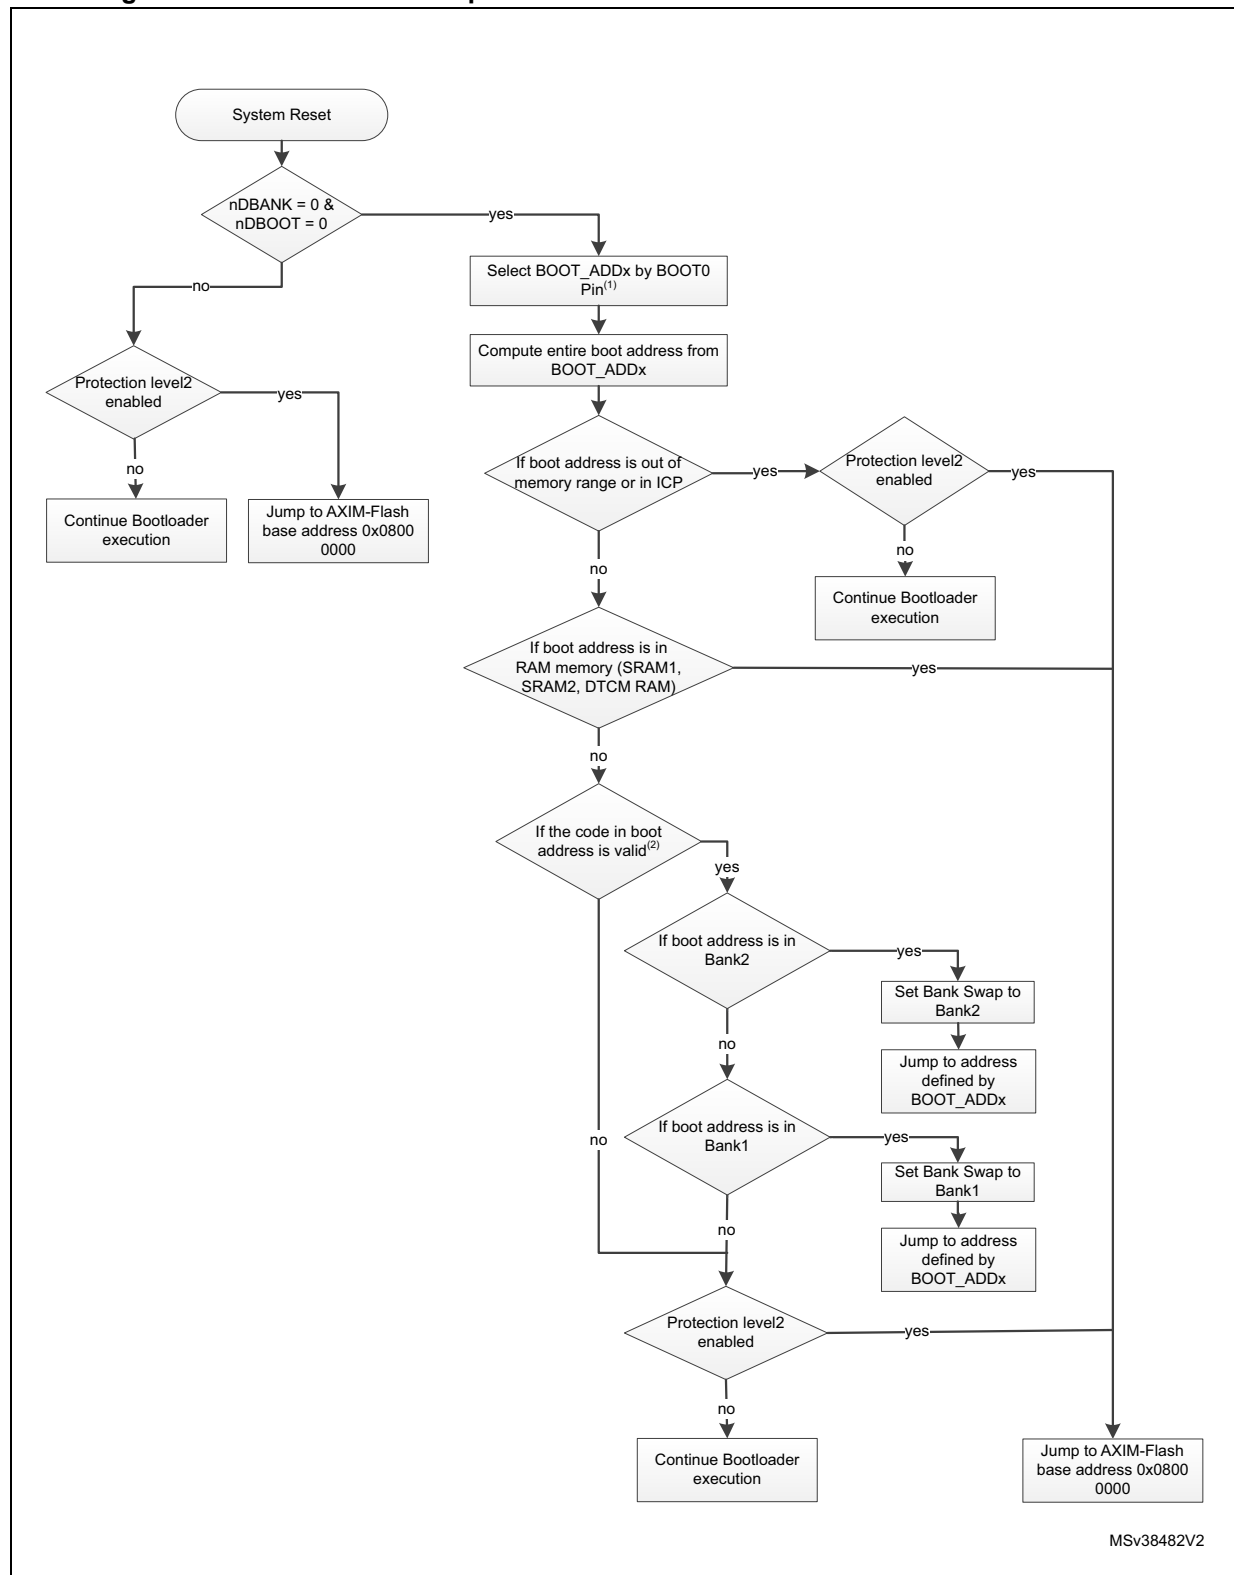 System Reset
nDBANK = 0 &
nDBOOT = 0
yes
no
Select BOOT_ADDx by BOOT0
Pin(1)
Compute entire boot address from
BOOT_ADDx
Protection level2
enabled
yes
no
Continue Bootloader
execution
Jump to AXIM-Flash
base address 0x0800
0000
If boot address is out of
memory range or in ICP
yes
Protection level2
enabled
yes
no
Continue Bootloader
execution
no
If boot address is in
RAM memory (SRAM1,
SRAM2, DTCM RAM)
yes
no
If the code in boot
address is valid(2)
yes
If boot address is in
Bank2
yes
Set Bank Swap to
Bank2
Jump to address
defined by
BOOT_ADDx
no
If boot address is in
Bank1
yes
Set Bank Swap to
Bank1
Jump to address
defined by
BOOT_ADDx
no
no
Protection level2
enabled
yes
no
Continue Bootloader
execution
Jump to AXIM-Flash
base address 0x0800
0000
MSv38482V2